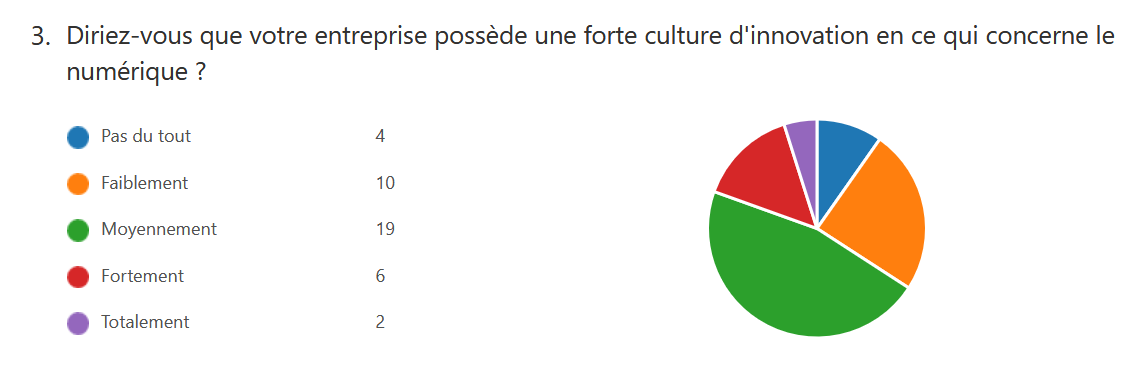 3. Diriez-vous que votre entreprise possède une forte culture d'innovation en ce qui concerne le
numérique ?
Pas du tout 4
Faiblement 10
Moyennement 19
Fortement 6
Totalement 2